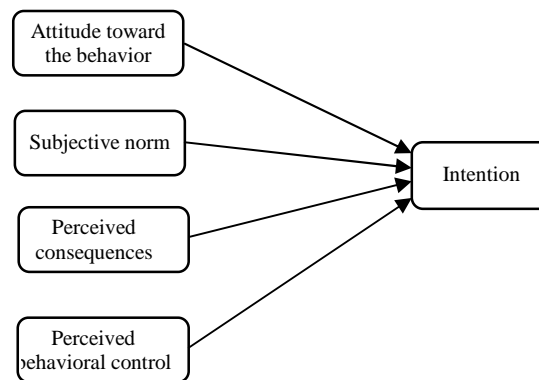 Attitude toward
the behavior
Subjective norm
Intention
Perceived
consequences
Perceived
behavioral control